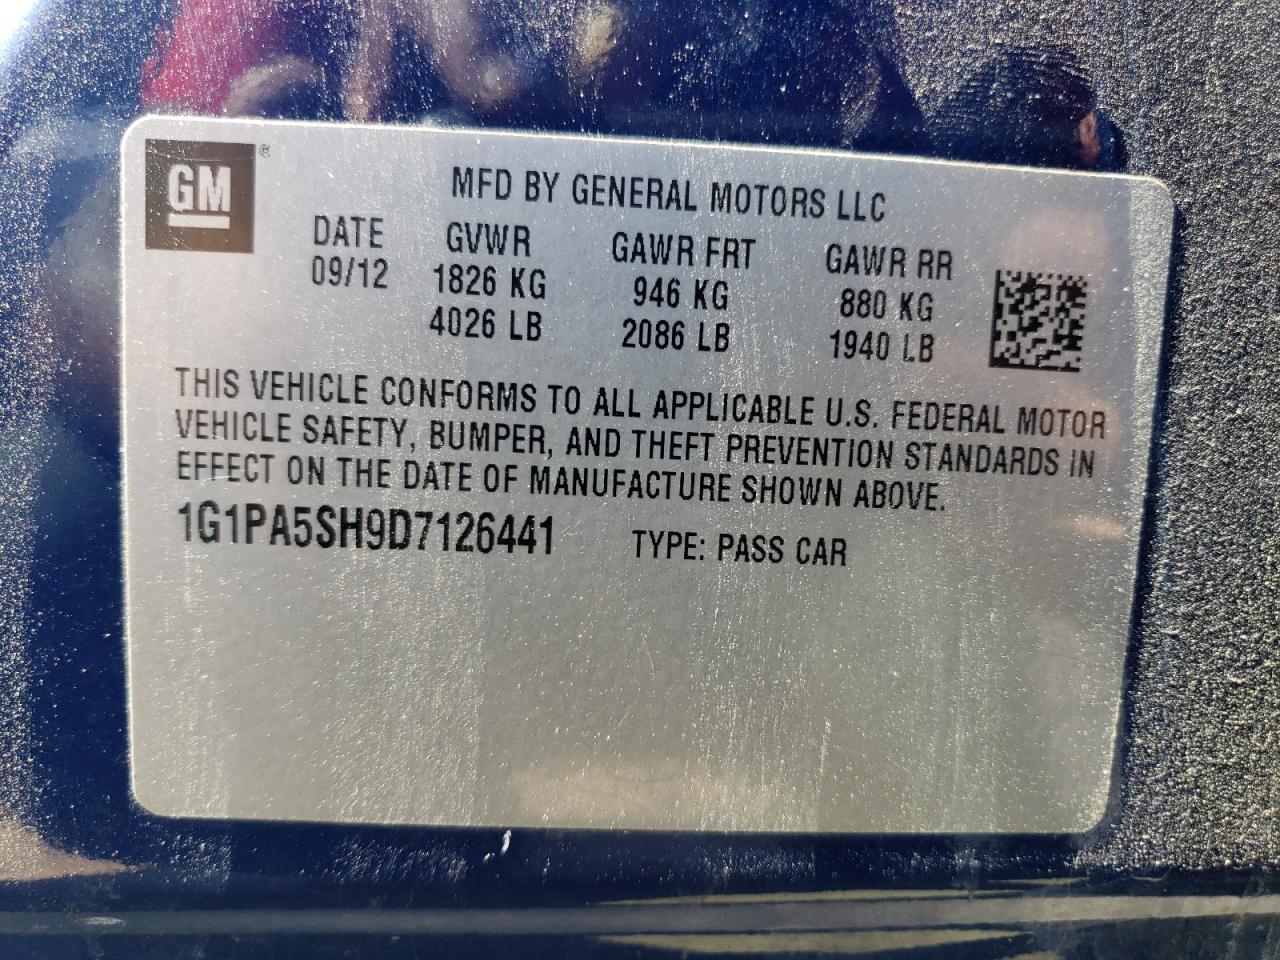 GM ®
MFD BY GENERAL MOTORS LLC
DATE GVWR GAWR FRT GAWR RR
09/12 1826 KG 946 KG 880 KG
4026 LB 2086 LB 1940 LB
THIS VEHICLE CONFORMS TO ALL APPLICABLE U.S. FEDERAL MOTOR
VEHICLE SAFETY, BUMPER, AND THEFT PREVENTION STANDARDS IN
EFFECT ON THE DATE OF MANUFACTURE SHOWN ABOVE.
1G1PA5SH9D7126441 TYPE: PASS CAR